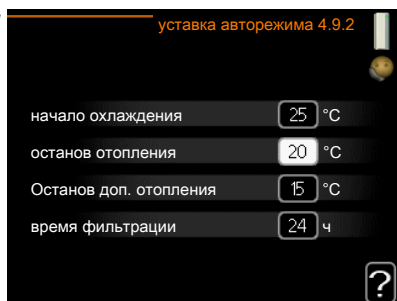 уставка авторежима 4.9.2
начало охлаждения 25 °C
останов отопления 20 °C
Останов доп. отопления 15 °C
время фильтрации 24 ч
?